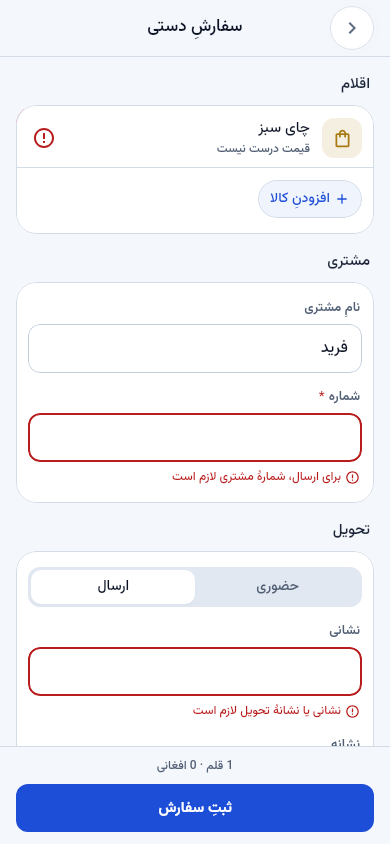 سفارشِ دستی
اقلام
چای سبز
قیمت درست نیست
افزودنِ کالا
مشتری
نامِ مشتری
فرید
شماره *
برای ارسال، شمارهٔ مشتری لازم است
تحویل
حضوری
ارسال
نشانی
نشانی یا نشانهٔ تحویل لازم است
نشانه
1 قلم · 0 افغانی
ثبتِ سفارش